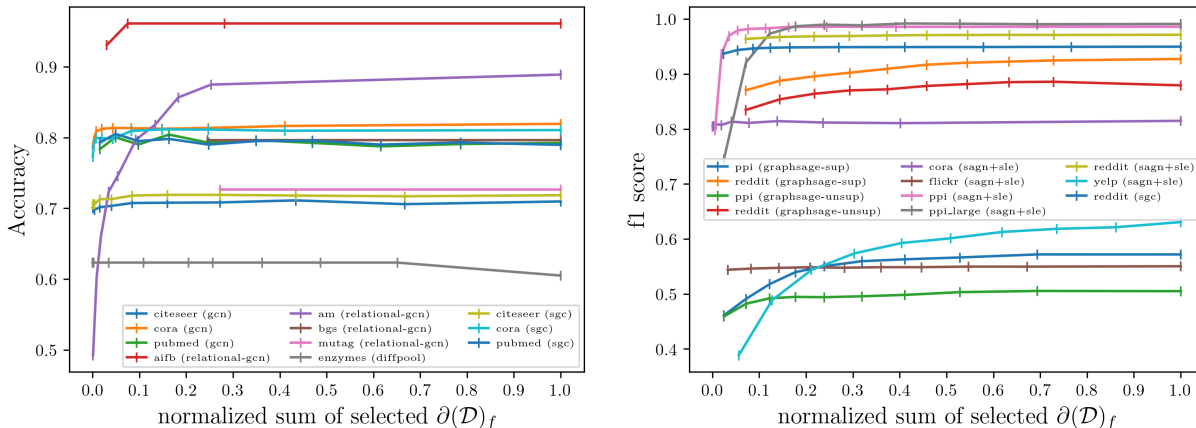 Accuracy
0.9
0.8
0.7
0.6
0.5
citeseer (gcn)
cora (gcn)
pubmed (gcn)
aifb (relational-gcn)
am (relational-gcn)
bgs (relational-gcn)
mutag (relational-gcn)
enzymes (diffpool)
citeseer (sgc)
cora (sgc)
pubmed (sgc)
0.0 0.1 0.2 0.3 0.4 0.5 0.6 0.7 0.8 0.9 1.0
normalized sum of selected ∂(𝒟)_f
f1 score
1.0
0.9
0.8
0.7
0.6
0.5
0.4
ppi (graphsage-sup)
reddit (graphsage-sup)
ppi (graphsage-unsup)
reddit (graphsage-unsup)
cora (sagn+sle)
flickr (sagn+sle)
ppi (sagn+sle)
ppi_large (sagn+sle)
reddit (sagn+sle)
yelp (sagn+sle)
reddit (sgc)
0.0 0.1 0.2 0.3 0.4 0.5 0.6 0.7 0.8 0.9 1.0
normalized sum of selected ∂(𝒟)_f